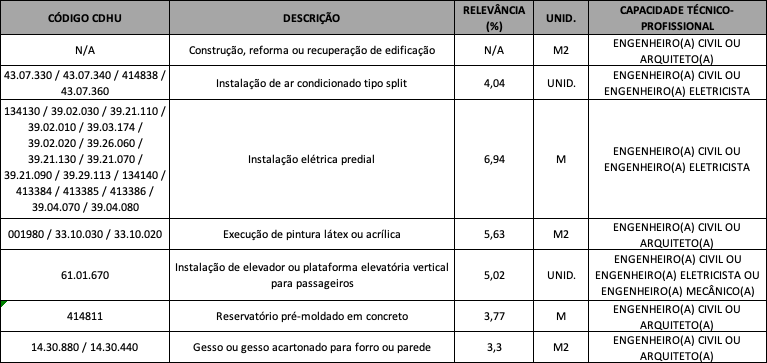 CÓDIGO CDHU DESCRIÇÃO RELEVÂNCIA (%) UNID. CAPACIDADE TÉCNICO-PROFISSIONAL
N/A Construção, reforma ou recuperação de edificação N/A M2 ENGENHEIRO(A) CIVIL OU
ARQUITETO(A)
43.07.330 / 43.07.340 / 414838 /
43.07.360
Instalação de ar condicionado tipo split 4,04 UNID. ENGENHEIRO(A) CIVIL OU
ENGENHEIRO(A) ELETRICISTA
134130 / 39.02.030 / 39.21.110 /
39.02.010 / 39.03.174 /
39.02.020 / 39.26.060 /
39.21.130 / 39.21.070 /
39.21.090 / 39.29.113 / 134140 /
413384 / 413385 / 413386 /
39.04.070 / 39.04.080
Instalação elétrica predial 6,94 M ENGENHEIRO(A) CIVIL OU
ENGENHEIRO(A) ELETRICISTA
001980 / 33.10.030 / 33.10.020 Execução de pintura látex ou acrílica 5,63 M2 ENGENHEIRO(A) CIVIL OU
ARQUITETO(A)
61.01.670 Instalação de elevador ou plataforma elevatória vertical
para passageiros
5,02 UNID. ENGENHEIRO(A) CIVIL OU
ENGENHEIRO(A) ELETRICISTA OU
ENGENHEIRO(A) MECÂNICO(A)
414811 Reservatório pré-moldado em concreto 3,77 M ENGENHEIRO(A) CIVIL OU
ARQUITETO(A)
14.30.880 / 14.30.440 Gesso ou gesso acartonado para forro ou parede 3,3 M2 ENGENHEIRO(A) CIVIL OU
ARQUITETO(A)